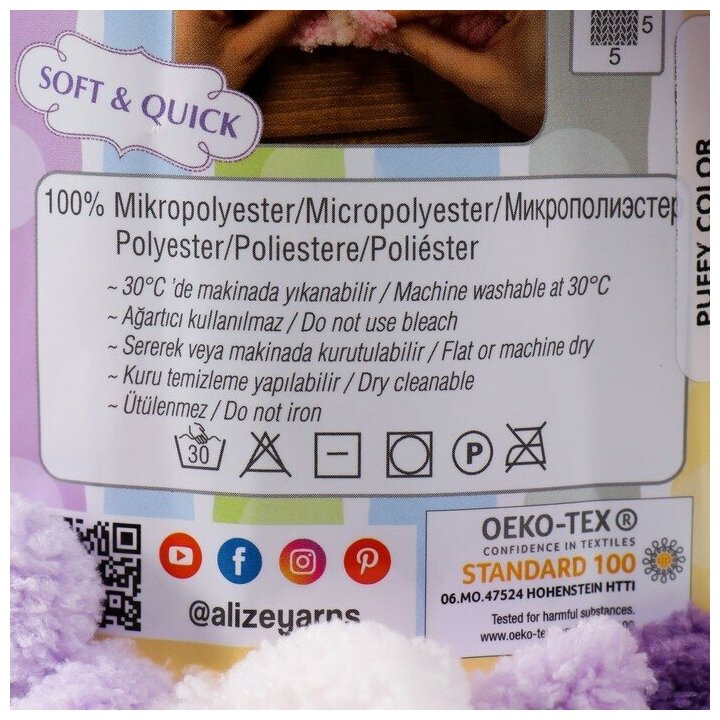 5
5
SOFT & QUICK
PUFFY COLOR
100% Mikropolyester/Micropolyester/Микрополиэстер
Polyester/Poliestere/Poliéster
~ 30°C 'de makinada yıkanabilir / Machine washable at 30°C
~ Ağartıcı kullanılmaz / Do not use bleach
~ Sererek veya makinada kurutulabilir / Flat or machine dry
~ Kuru temizleme yapılabilir / Dry cleanable
~ Ütülenmez / Do not iron
30
P
@alizeyarns
OEKO-TEX®
CONFIDENCE IN TEXTILES
STANDARD 100
06.MO.47524 HOHENSTEIN HTTI
Tested for harmful substances.